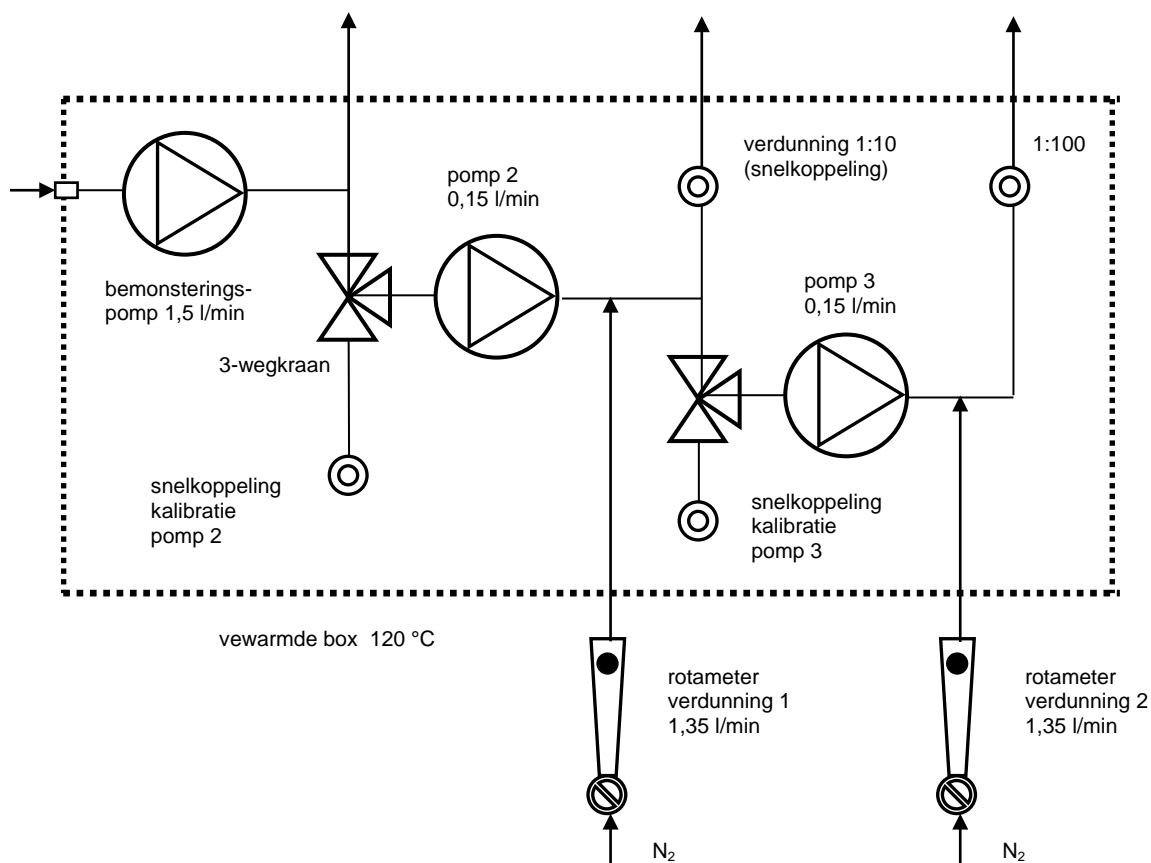 verdunning 1:10
(snelkoppeling)
1:100
pomp 2
0,15 l/min
bemonsterings-
pomp 1,5 l/min
pomp 3
0,15 l/min
3-wegkraan
snelkoppeling
kalibratie
pomp 2
snelkoppeling
kalibratie
pomp 3
vewarmde box  120 °C
rotameter
verdunning 1
1,35 l/min
rotameter
verdunning 2
1,35 l/min
N₂
N₂